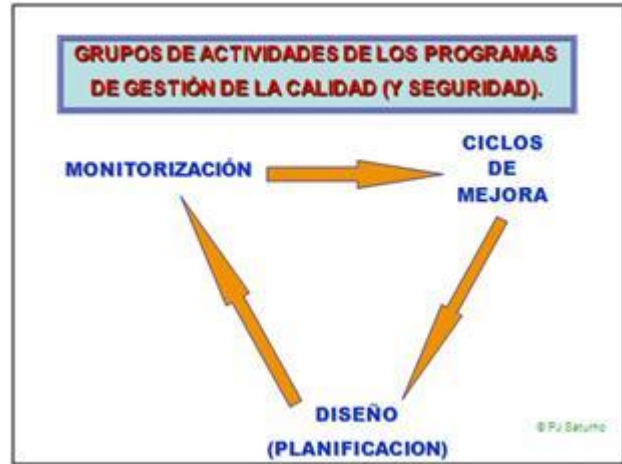 GRUPOS DE ACTIVIDADES DE LOS PROGRAMAS
DE GESTIÓN DE LA CALIDAD (Y SEGURIDAD).
MONITORIZACIÓN
CICLOS
DE
MEJORA
DISEÑO
(PLANIFICACION)
© PJ Saturno